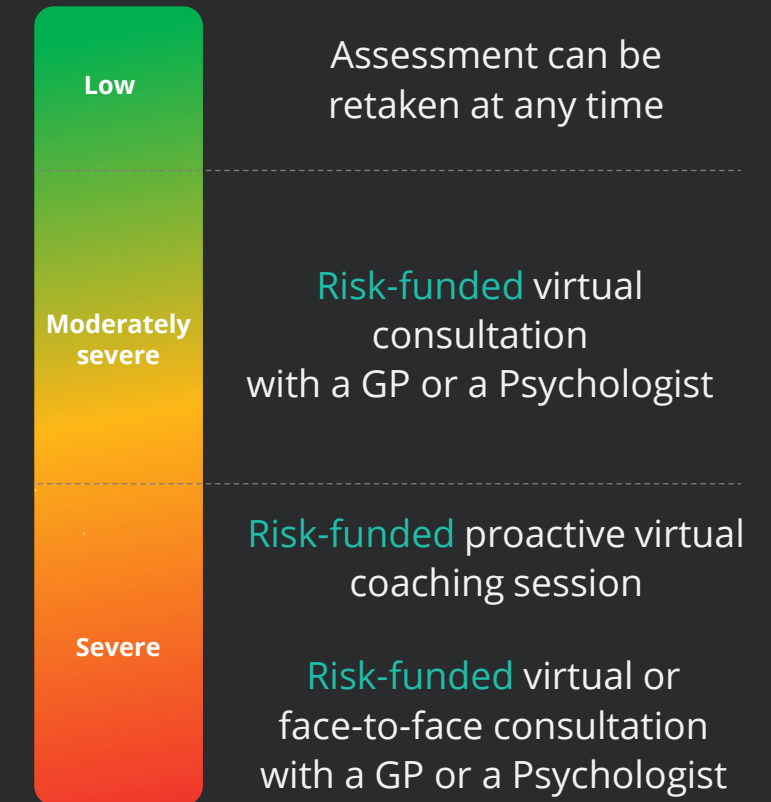 Low
Assessment can be
retaken at any time
Moderately
severe
Risk-funded virtual
consultation
with a GP or a Psychologist
Severe
Risk-funded proactive virtual
coaching session
Risk-funded virtual or
face-to-face consultation
with a GP or a Psychologist